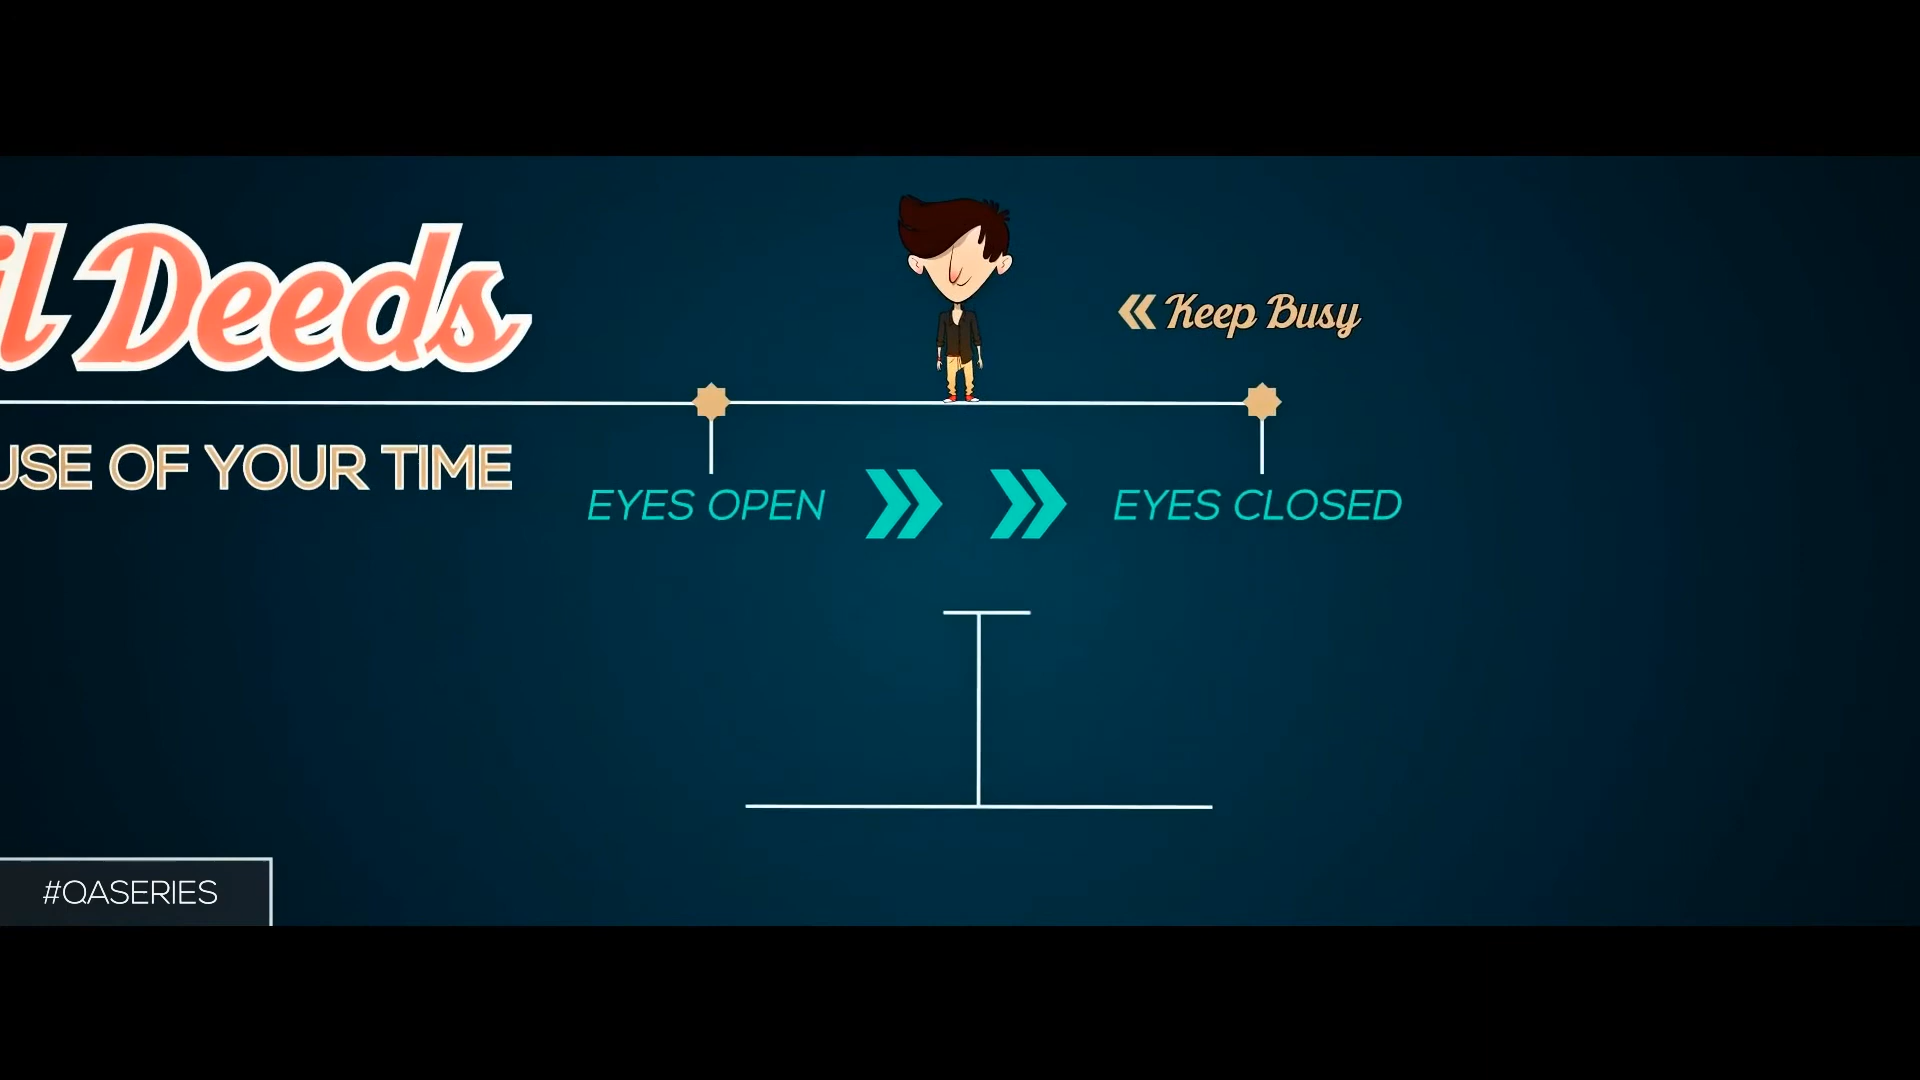 Deeds
« Keep Busy
USE OF YOUR TIME
EYES OPEN
EYES CLOSED
#QASERIES